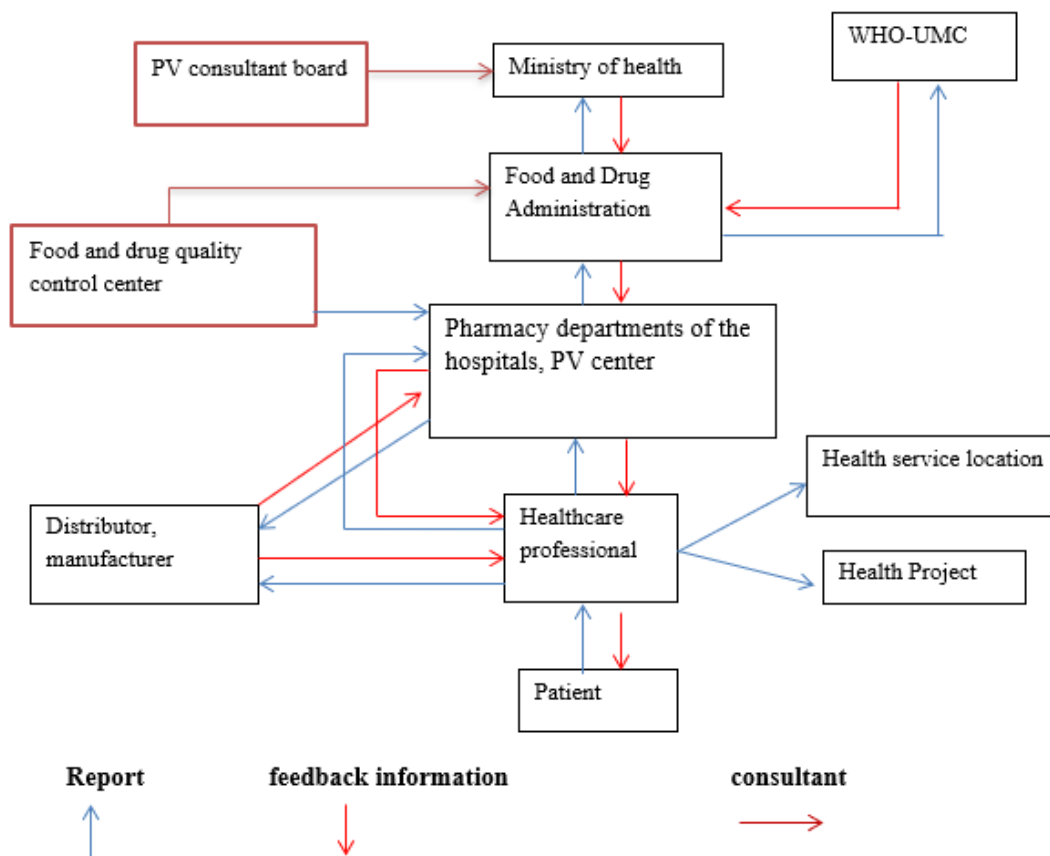 WHO-UMC
PV consultant board
Ministry of health
Food and Drug
Administration
Food and drug quality
control center
Pharmacy departments of the
hospitals, PV center
Health service location
Distributor,
manufacturer
Healthcare
professional
Health Project
Patient
Report
feedback information
consultant